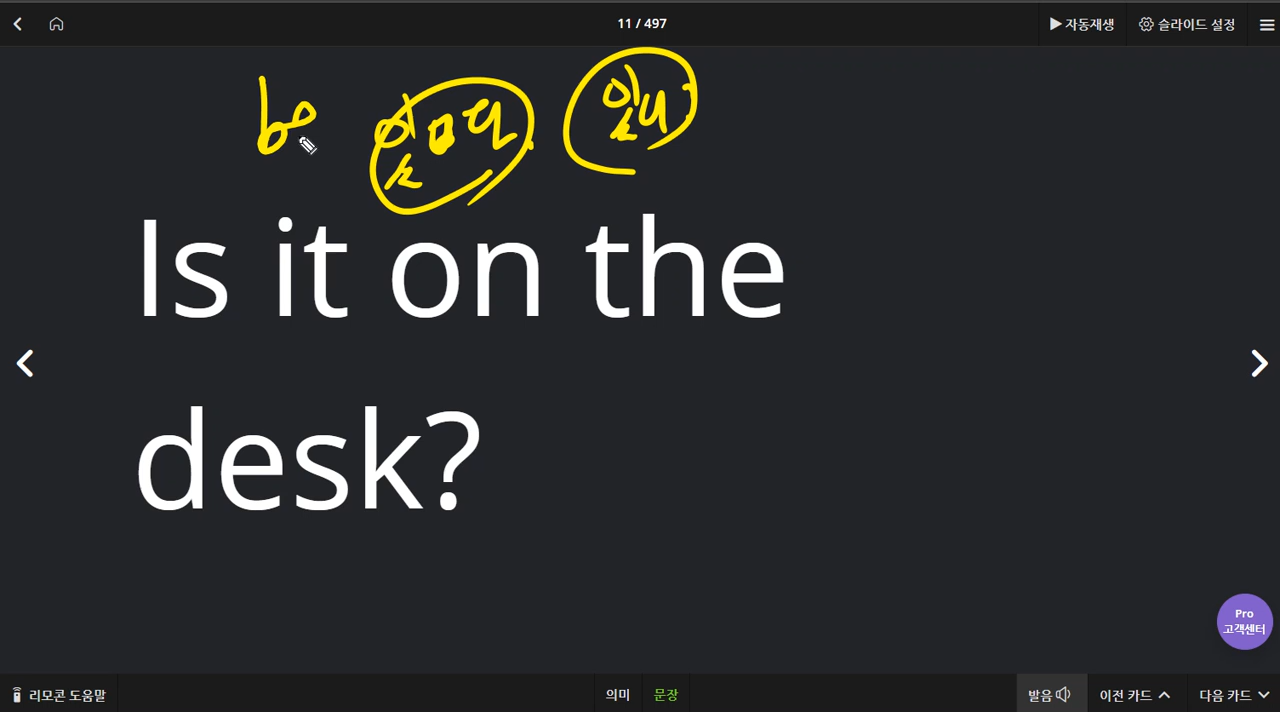 11 / 497
자동재생
슬라이드 설정
be
있니
Is it on the
desk?
Pro
고객센터
리모콘 도움말
의미
문장
발음
이전 카드
다음 카드